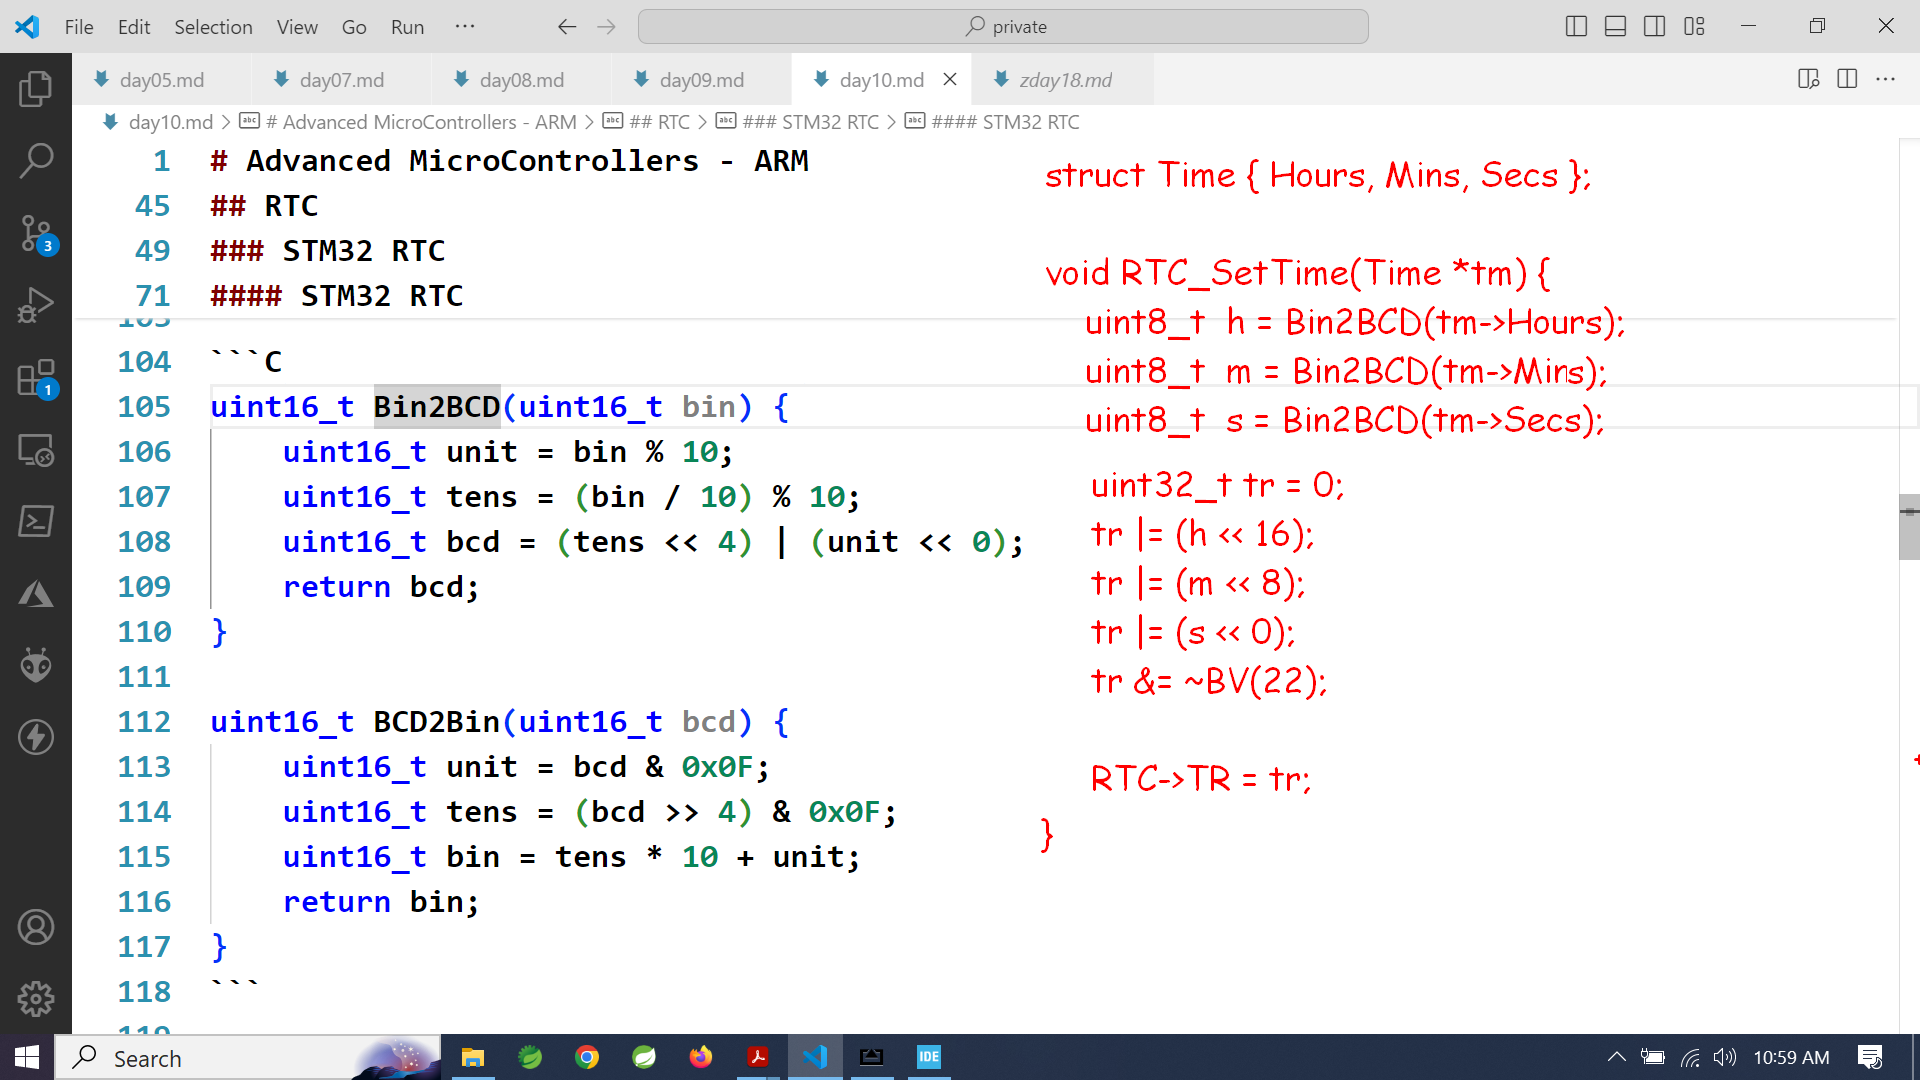 File Edit Selection View Go Run ··· private
day05.md day07.md day08.md day09.md day10.md zday18.md
day10.md > # Advanced MicroControllers - ARM > ## RTC > ### STM32 RTC > #### STM32 RTC
1 # Advanced MicroControllers - ARM
45 ## RTC
49 ### STM32 RTC
71 #### STM32 RTC
103
104 ```C
105 uint16_t Bin2BCD(uint16_t bin) {
106 uint16_t unit = bin % 10;
107 uint16_t tens = (bin / 10) % 10;
108 uint16_t bcd = (tens << 4) | (unit << 0);
109 return bcd;
110 }
111
112 uint16_t BCD2Bin(uint16_t bcd) {
113 uint16_t unit = bcd & 0x0F;
114 uint16_t tens = (bcd >> 4) & 0x0F;
115 uint16_t bin = tens * 10 + unit;
116 return bin;
117 }
118 ```
119
struct Time { Hours, Mins, Secs };
void RTC_SetTime(Time *tm) {
uint8_t h = Bin2BCD(tm->Hours);
uint8_t m = Bin2BCD(tm->Mins);
uint8_t s = Bin2BCD(tm->Secs);
uint32_t tr = 0;
tr |= (h << 16);
tr |= (m << 8);
tr |= (s << 0);
tr &= ~BV(22);
RTC->TR = tr;
}
3
1
Search
IDE
10:59 AM